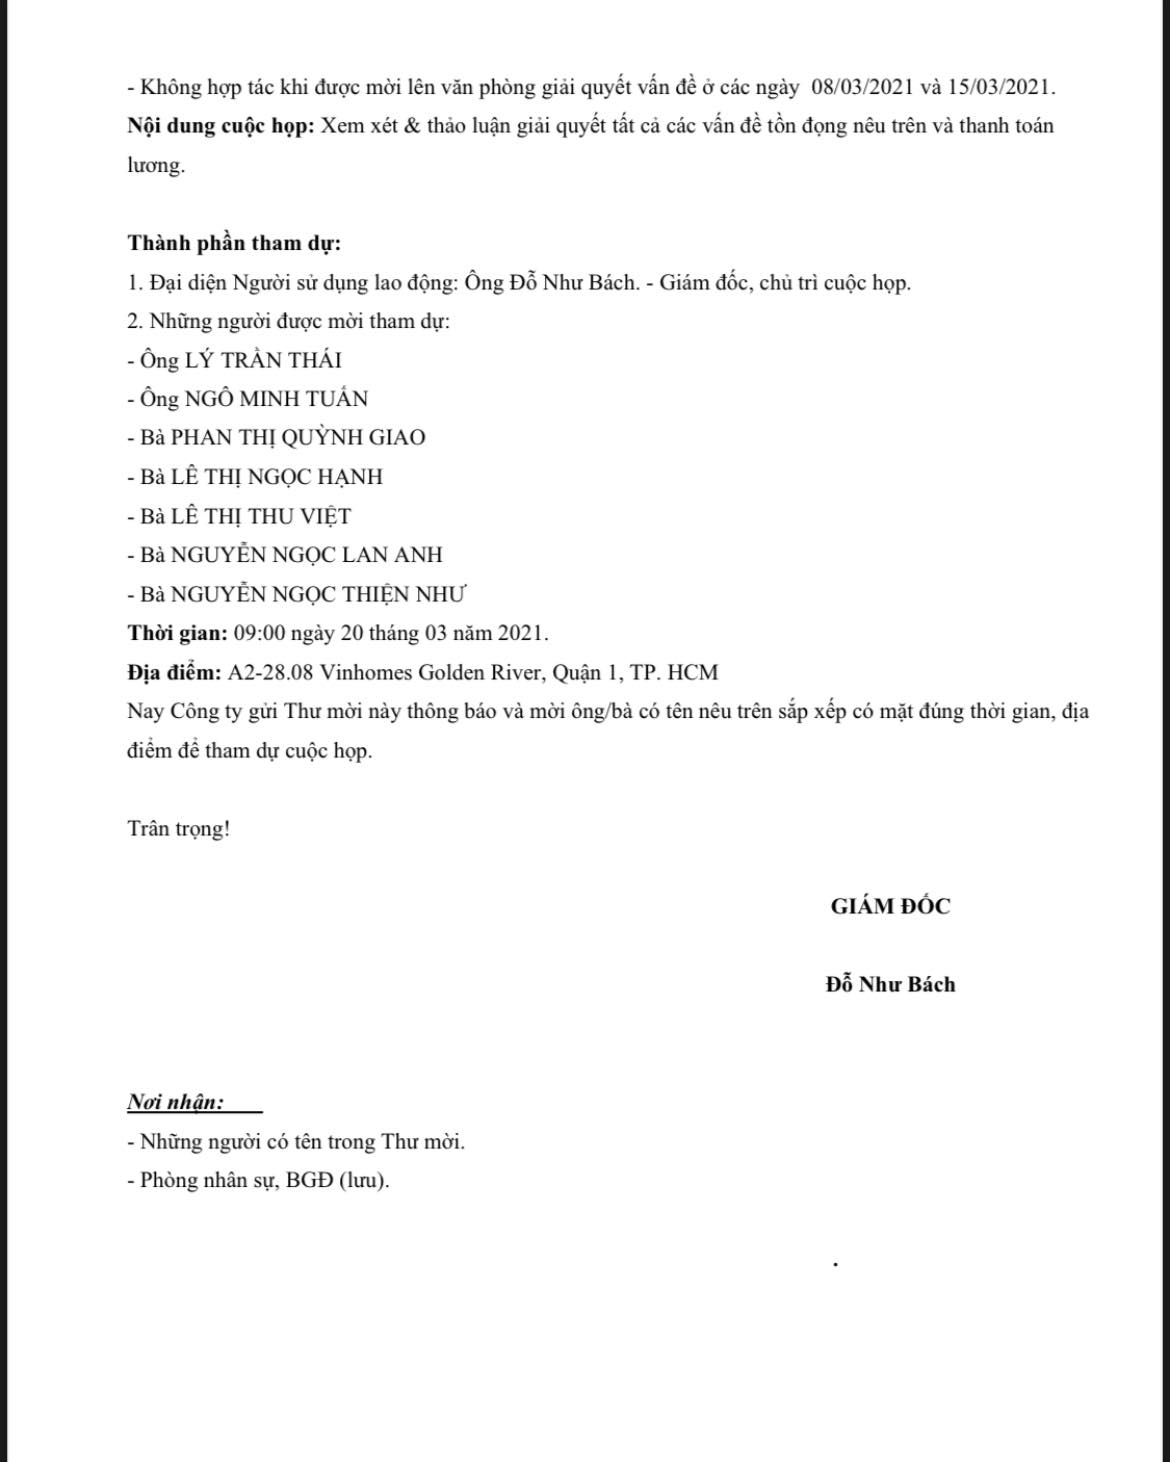 - Không hợp tác khi được mời lên văn phòng giải quyết vấn đề ở các ngày 08/03/2021 và 15/03/2021.
Nội dung cuộc họp: Xem xét & thảo luận giải quyết tất cả các vấn đề tồn đọng nêu trên và thanh toán
lương.
Thành phần tham dự:
1. Đại diện Người sử dụng lao động: Ông Đỗ Như Bách. - Giám đốc, chủ trì cuộc họp.
2. Những người được mời tham dự:
- Ông LÝ TRẦN THÁI
- Ông NGÔ MINH TUẤN
- Bà PHAN THỊ QUỲNH GIAO
- Bà LÊ THỊ NGỌC HẠNH
- Bà LÊ THỊ THU VIỆT
- Bà NGUYỄN NGỌC LAN ANH
- Bà NGUYỄN NGỌC THIỆN NHƯ
Thời gian: 09:00 ngày 20 tháng 03 năm 2021.
Địa điểm: A2-28.08 Vinhomes Golden River, Quận 1, TP. HCM
Nay Công ty gửi Thư mời này thông báo và mời ông/bà có tên nêu trên sắp xếp có mặt đúng thời gian, địa
điểm để tham dự cuộc họp.
Trân trọng!
GIÁM ĐỐC
Đỗ Như Bách
Nơi nhận:
- Những người có tên trong Thư mời.
- Phòng nhân sự, BGĐ (lưu).
.